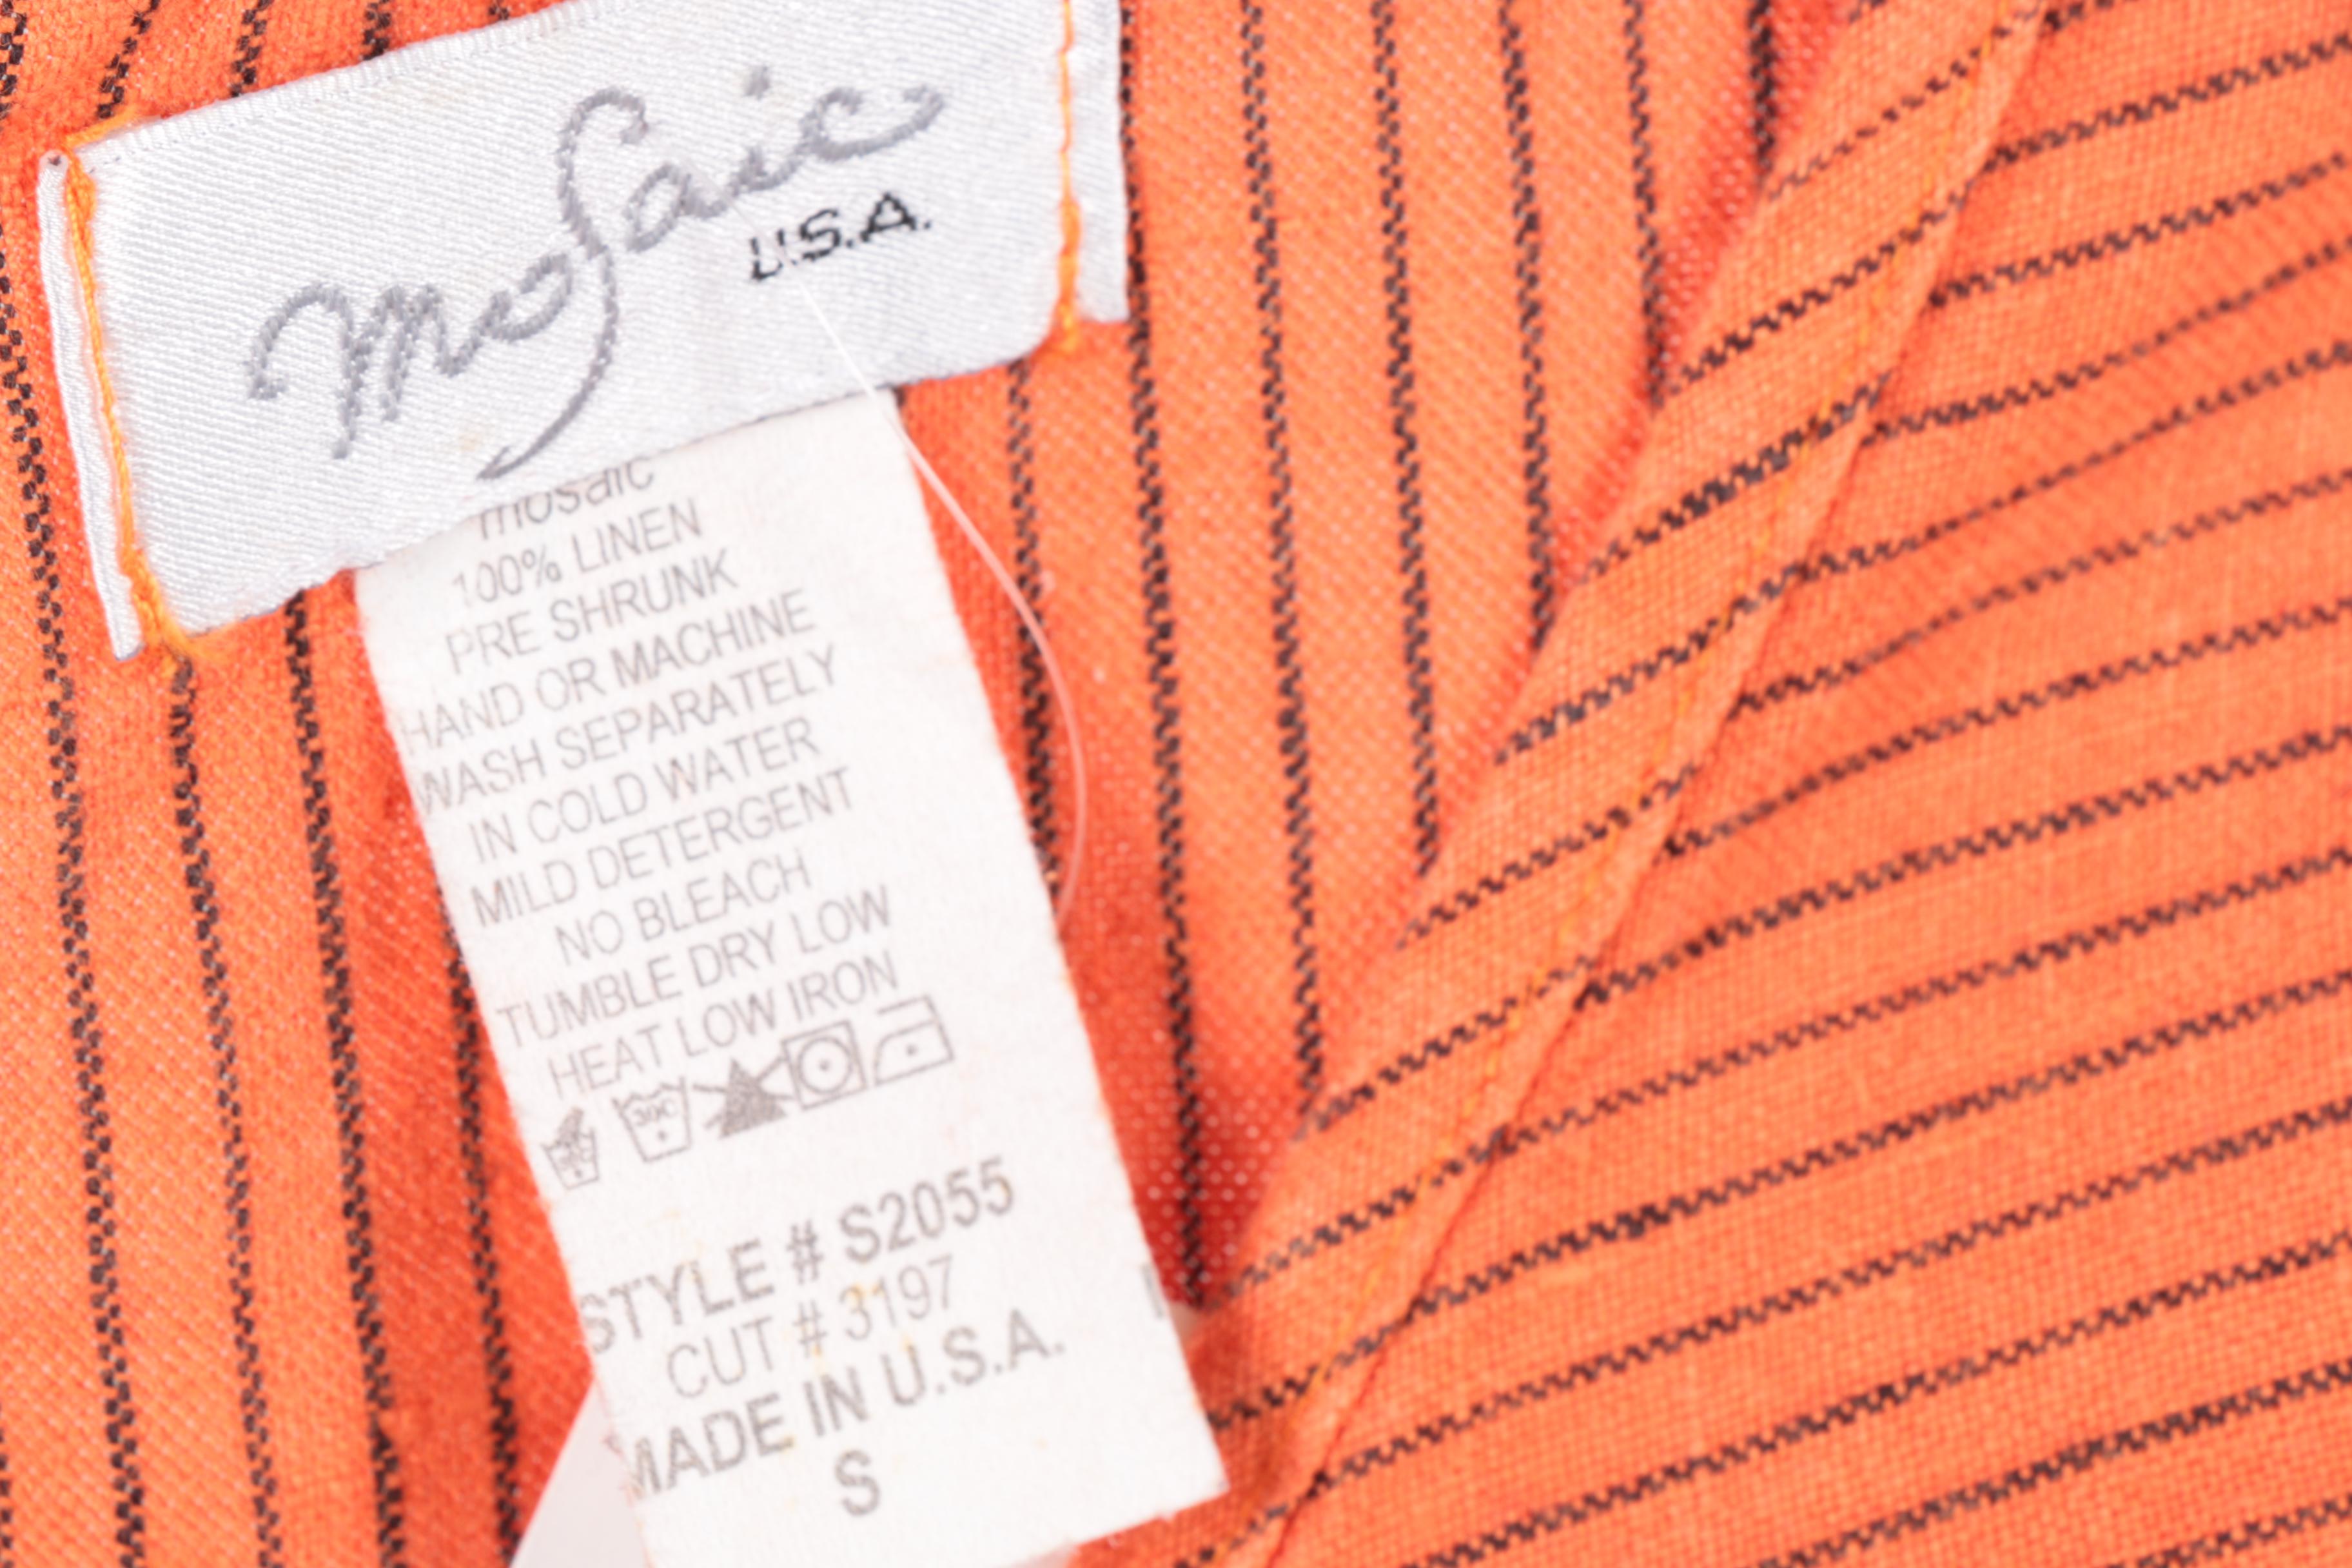 mosaic
U.S.A.
mosaic
100% LINEN
PRE SHRUNK
HAND OR MACHINE
WASH SEPARATELY
IN COLD WATER
MILD DETERGENT
NO BLEACH
TUMBLE DRY LOW
HEAT LOW IRON
30C
STYLE # S2055
CUT # 3197
MADE IN U.S.A.
S